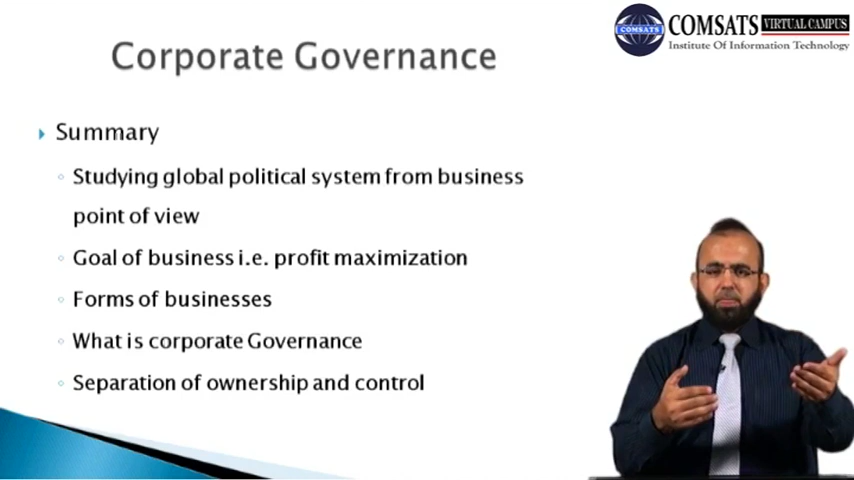 COMSATS VIRTUAL CAMPUS
Institute Of Information Technology
COMSATS
Corporate Governance
Summary
Studying global political system from business
point of view
Goal of business i.e. profit maximization
Forms of businesses
What is corporate Governance
Separation of ownership and control